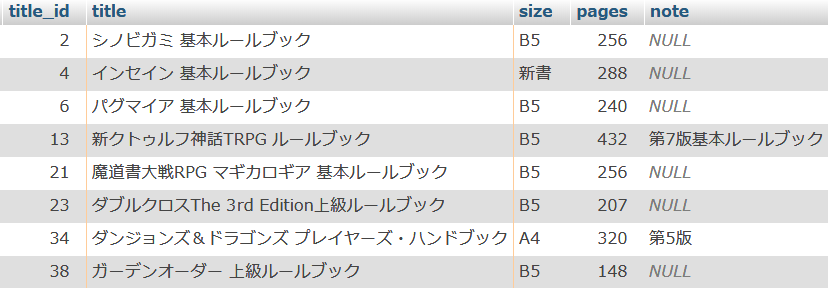 title_id title size pages note
2 シノビガミ 基本ルールブック B5 256 NULL
4 インセイン 基本ルールブック 新書 288 NULL
6 パグマイア 基本ルールブック B5 240 NULL
13 新クトゥルフ神話TRPG ルールブック B5 432 第7版基本ルールブック
21 魔道書大戦RPG マギカロギア 基本ルールブック B5 256 NULL
23 ダブルクロスThe 3rd Edition上級ルールブック B5 207 NULL
34 ダンジョンズ＆ドラゴンズ プレイヤーズ・ハンドブック A4 320 第5版
38 ガーデンオーダー 上級ルールブック B5 148 NULL